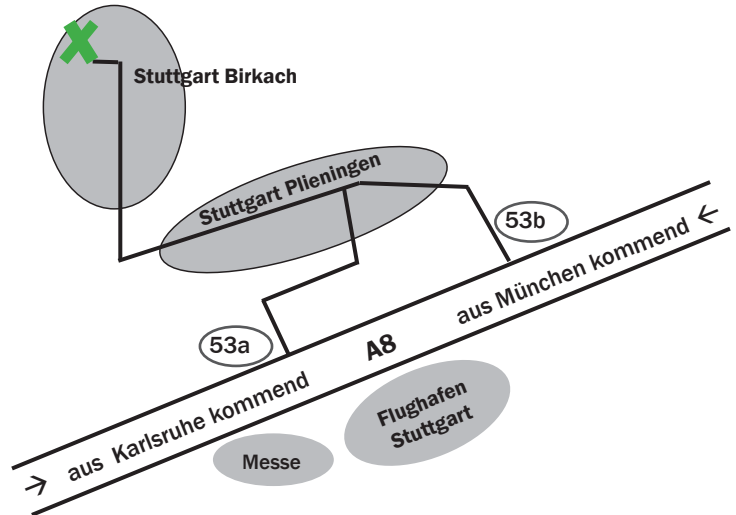 Stuttgart Birkach
Stuttgart Plieningen
53b
aus München kommend
53a
A8
aus Karlsruhe kommend
Flughafen
Stuttgart
Messe